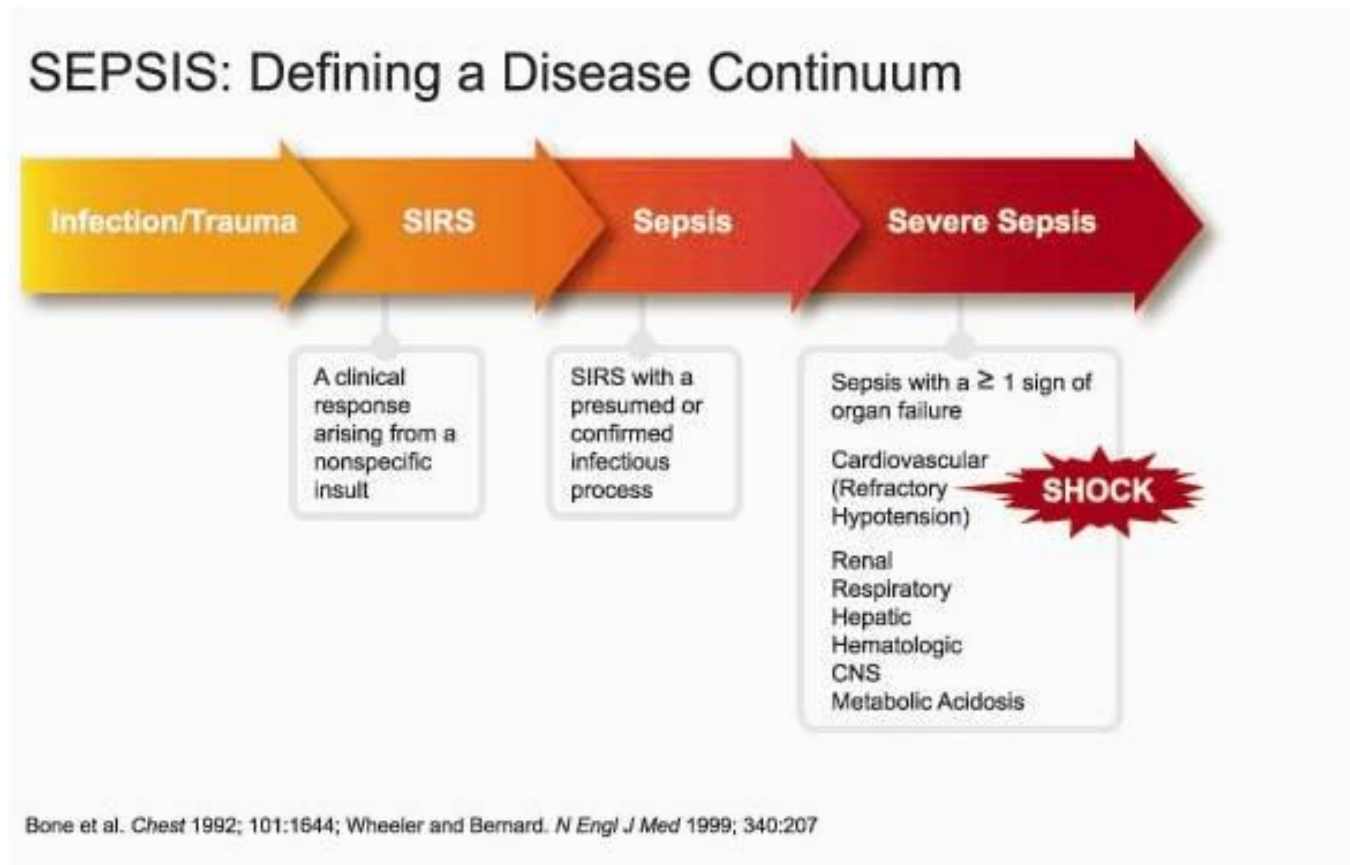 SEPSIS: Defining a Disease Continuum
Infection/Trauma
SIRS
Sepsis
Severe Sepsis
A clinical
response
arising from a
nonspecific
insult
SIRS with a
presumed or
confirmed
infectious
process
Sepsis with a ≥ 1 sign of
organ failure
Cardiovascular
(Refractory
Hypotension)
SHOCK
Renal
Respiratory
Hepatic
Hematologic
CNS
Metabolic Acidosis
Bone et al. Chest 1992; 101:1644; Wheeler and Bernard. N Engl J Med 1999; 340:207